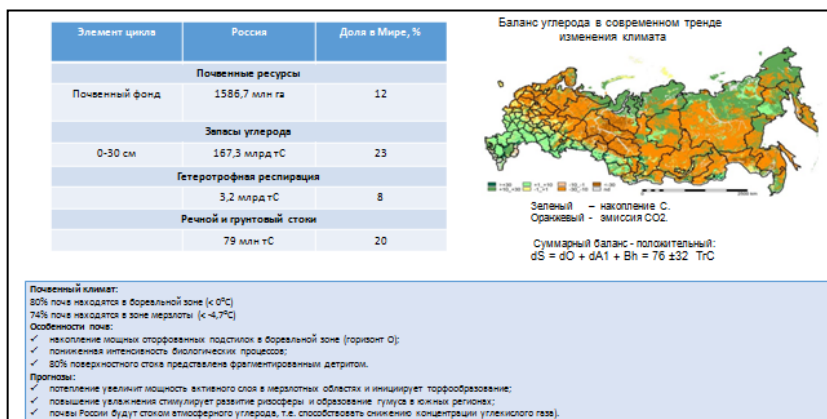 Элемент цикла Россия Доля в Мире, %
Почвенные ресурсы
Почвенный фонд 1586,7 млн га 12
Запасы углерода
0-30 см 167,3 млрд тС 23
Гетеротрофная респирация
3,2 млрд тС 8
Речной и грунтовый стоки
79 млн тС 20
Баланс углерода в современном тренде
изменения климата
Зеленый – накопление С.
Оранжевый - эмиссия СО2.
Суммарный баланс - положительный:
dS = dO + dA1 + Bh = 76 ±32 ТгС
Почвенный климат:
80% почв находятся в бореальной зоне (< 0°С)
74% почв находятся в зоне мерзлоты (< -4,7°С)
Особенности почв:
✓ накопление мощных оторфованных подстилок в бореальной зоне (горизонт О);
✓ пониженная интенсивность биологических процессов;
✓ 80% поверхностного стока представлена фрагментированным детритом.
Прогнозы:
✓ потепление увеличит мощность активного слоя в мерзлотных областях и инициирует торфообразование;
✓ повышение увлажнения стимулирует развитие ризосферы и образование гумуса в южных регионах;
✓ почвы России будут стоком атмосферного углерода, т.е. способствовать снижению концентрации углекислого газа).